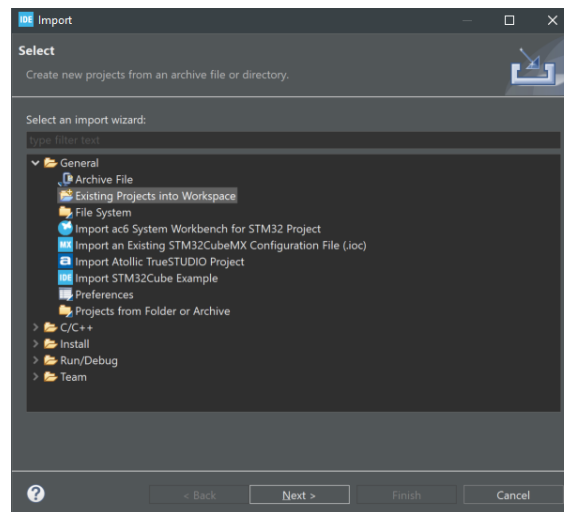 IDE Import
Select
Create new projects from an archive file or directory.
Select an import wizard:
type filter text
General
Archive File
Existing Projects into Workspace
File System
Import ac6 System Workbench for STM32 Project
MX Import an Existing STM32CubeMX Configuration File (.ioc)
a Import Atollic TrueSTUDIO Project
IDE Import STM32Cube Example
Preferences
Projects from Folder or Archive
C/C++
Install
Run/Debug
Team
? < Back Next > Finish Cancel